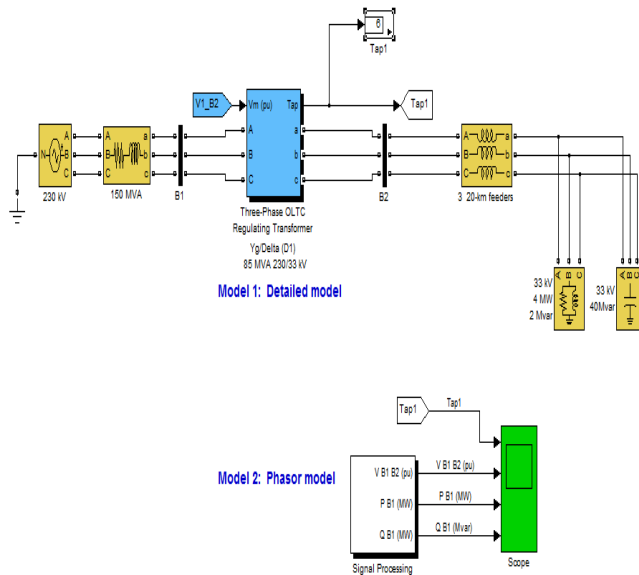 6
Tap1
V1_B2
Vm (pu) Tap
Tap1
A a
B b
C c
N A
B
C
230 kV
A a
B b
C c
150 MVA
B1
Three-Phase OLTC
Regulating Transformer
Yg/Delta (D1)
85 MVA 230/33 kV
B2
A a
B b
C c
3 20-km feeders
A B C
33 kV
4 MW
2 Mvar
A B C
33 kV
40Mvar
Model 1: Detailed model
Tap1
Tap1
Model 2: Phasor model
V B1 B2 (pu)
V B1 B2 (pu)
P B1 (MW)
P B1 (MW)
Q B1 (MW)
Q B1 (Mvar)
Signal Processing
Scope